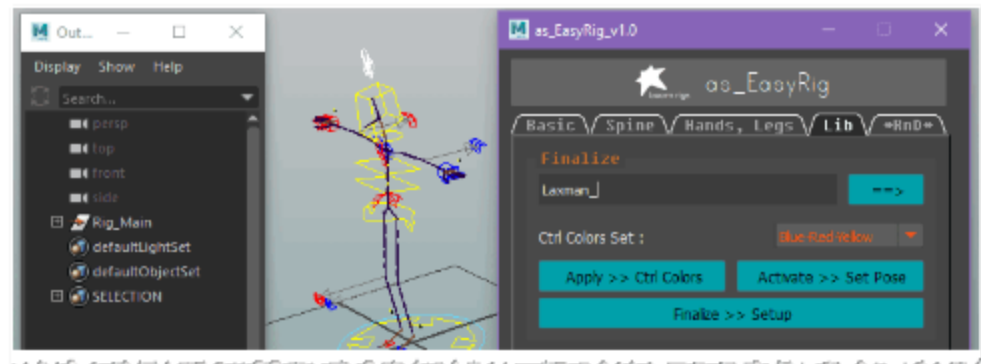 Out...
Display Show Help
Search...
persp
top
front
side
Rig_Main
defaultLightSet
defaultObjectSet
SELECTION
as_EasyRig_v1.0
as_EasyRig
Basic Spine Hands, Legs Lib «RnD»
Finalize
Laxman_
==>
Ctrl Colors Set :
Blue-Red-Yellow
Apply >> Ctrl Colors Activate >> Set Pose
Finalize >> Setup